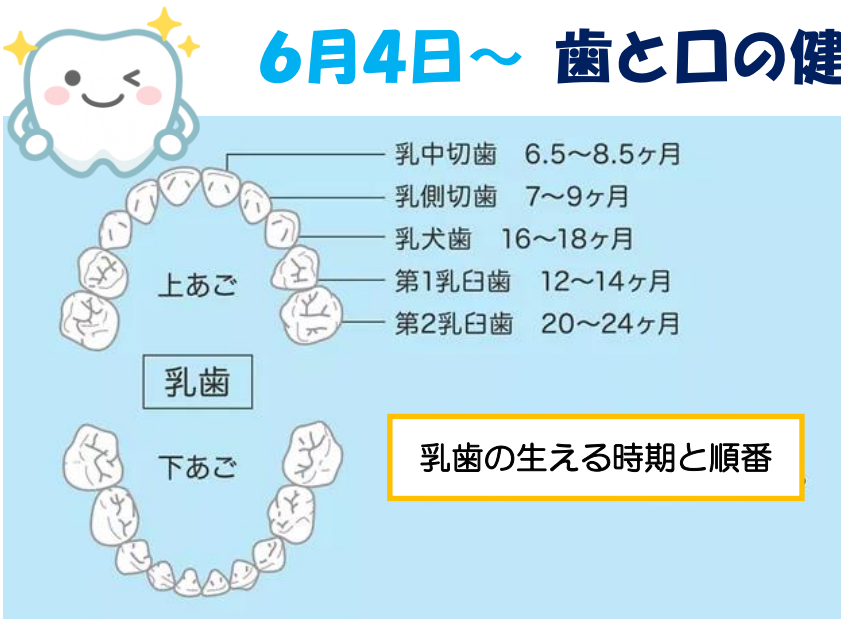 6月4日～ 歯と口の健
乳中切歯 6.5～8.5ヶ月
乳側切歯 7～9ヶ月
乳犬歯 16～18ヶ月
第1乳臼歯 12～14ヶ月
第2乳臼歯 20～24ヶ月
上あご
乳歯
下あご
乳歯の生える時期と順番